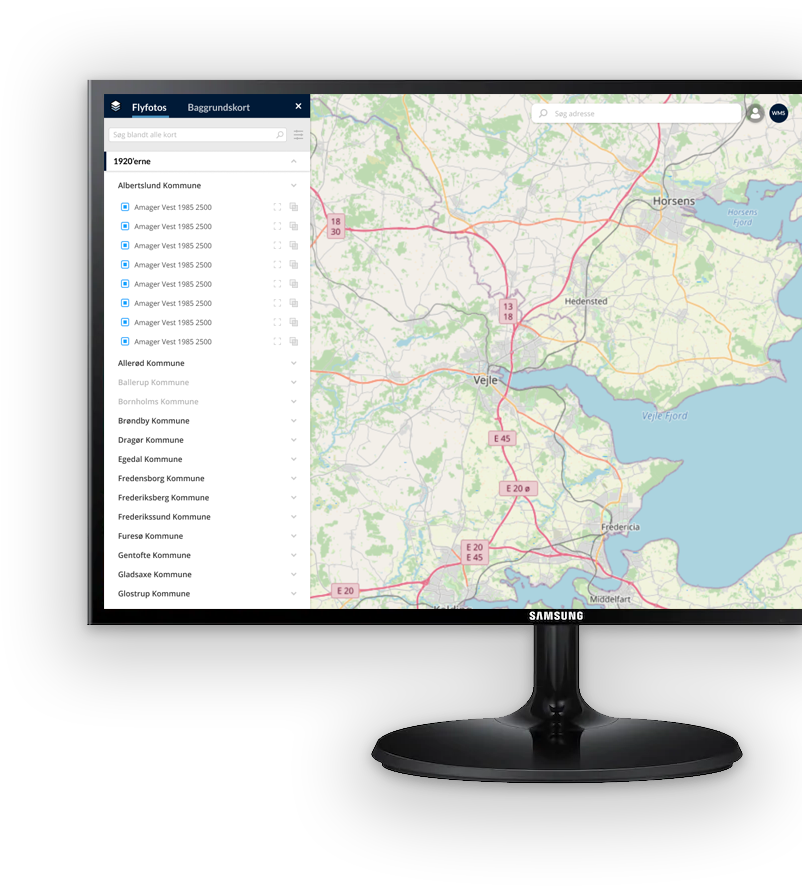 Flyfotos Baggrundskort
Søg blandt alle kort
1920'erne
Albertslund Kommune
Amager Vest 1985 2500
Amager Vest 1985 2500
Amager Vest 1985 2500
Amager Vest 1985 2500
Amager Vest 1985 2500
Amager Vest 1985 2500
Amager Vest 1985 2500
Amager Vest 1985 2500
Allerød Kommune
Ballerup Kommune
Bornholms Kommune
Brøndby Kommune
Dragør Kommune
Egedal Kommune
Fredensborg Kommune
Frederiksberg Kommune
Frederikssund Kommune
Furesø Kommune
Gentofte Kommune
Gladsaxe Kommune
Glostrup Kommune
Søg adresse
WMS
Horsens
Horsens
Fjord
18
30
13
18
Hedensted
Vejle
Vejle Fjord
E 45
E 20 ø
Fredericia
E 20
E 45
E 20
Middelfart
SAMSUNG